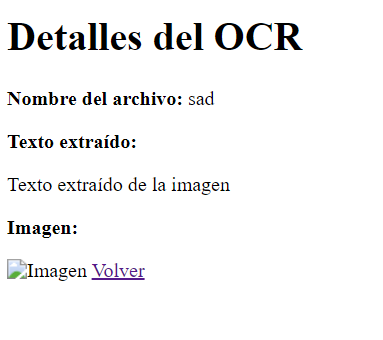 Detalles del OCR
Nombre del archivo: sad
Texto extraído:
Texto extraído de la imagen
Imagen:
Imagen Volver